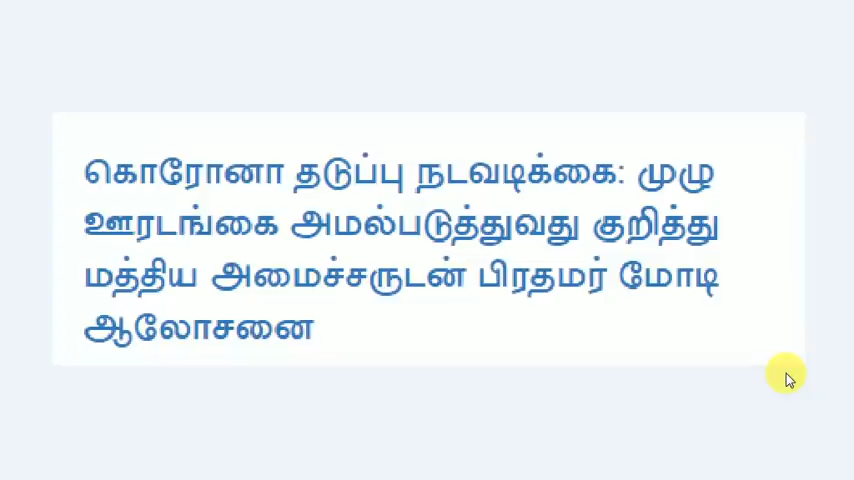 கொரோனா தடுப்பு நடவடிக்கை: முழு
ஊரடங்கை அமல்படுத்துவது குறித்து
மத்திய அமைச்சருடன் பிரதமர் மோடி
ஆலோசனை